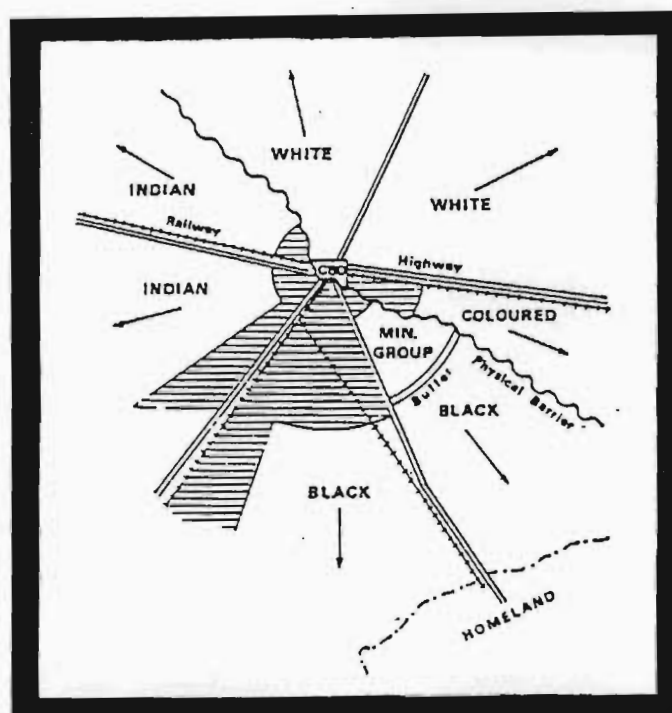 WHITE
INDIAN
WHITE
Railway
CBD
Highway
INDIAN
COLOURED
MIN.
GROUP
Physical Barrier
Buffer
BLACK
BLACK
HOMELAND